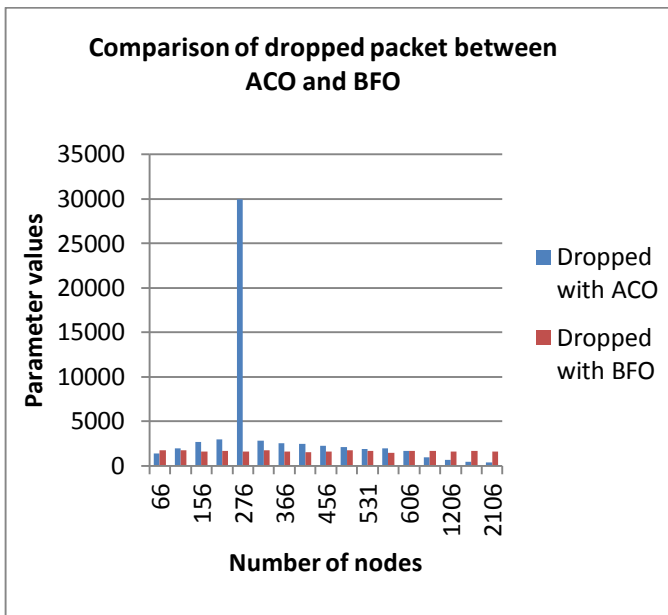 Comparison of dropped packet between
ACO and BFO
35000
30000
25000
20000
15000
10000
5000
0
Parameter values
66
156
276
366
456
531
606
1206
2106
Number of nodes
Dropped
with ACO
Dropped
with BFO